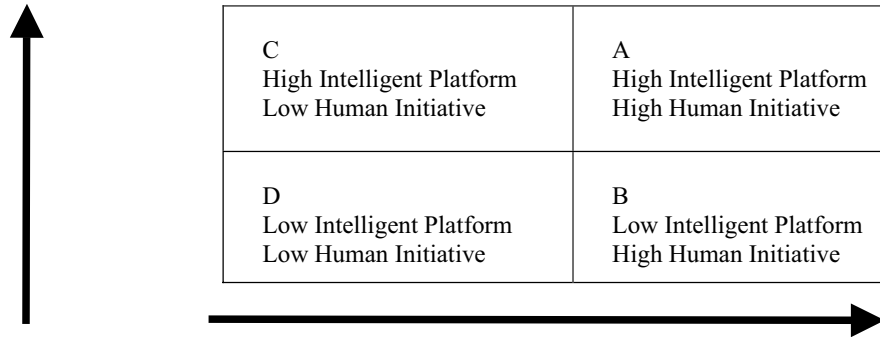 C
High Intelligent Platform
Low Human Initiative
A
High Intelligent Platform
High Human Initiative
D
Low Intelligent Platform
Low Human Initiative
B
Low Intelligent Platform
High Human Initiative